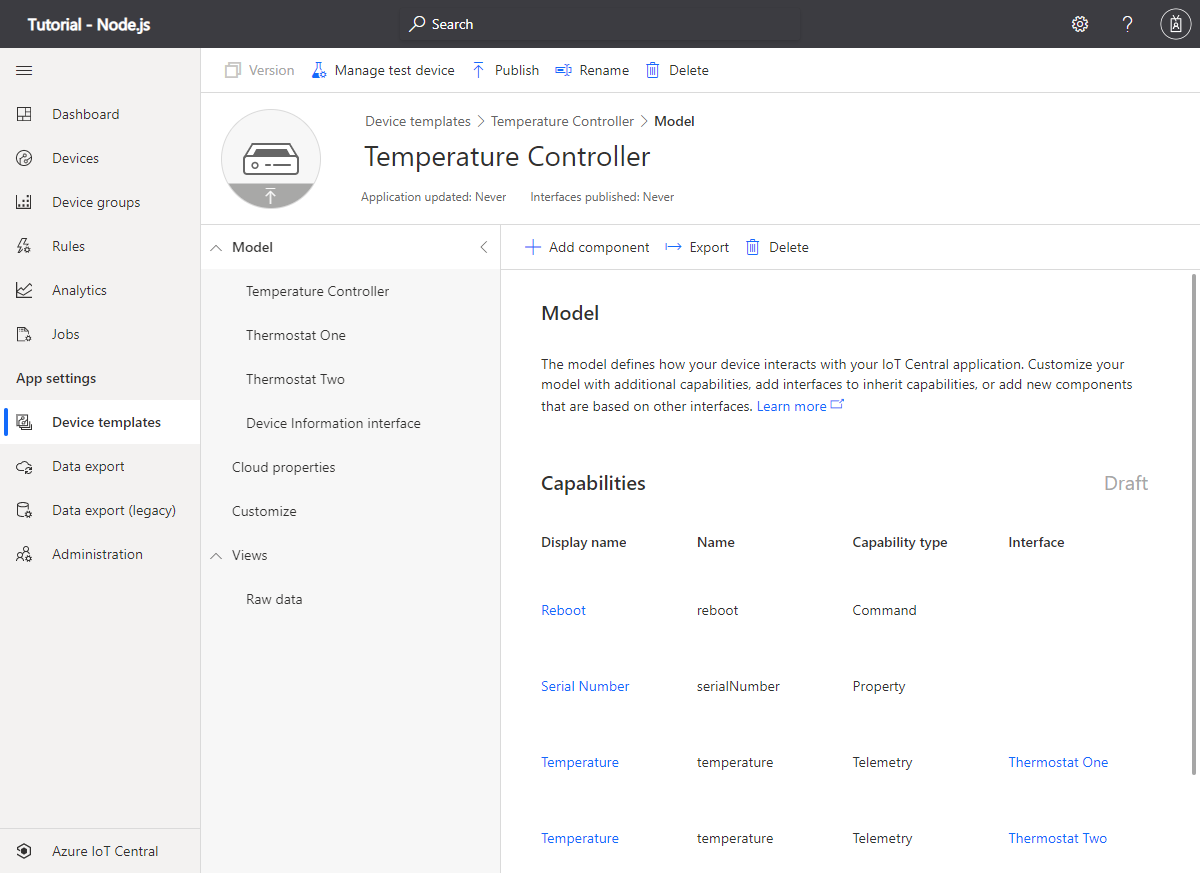 Tutorial - Node.js
Search
?
Version
Manage test device
Publish
Rename
Delete
Dashboard
Devices
Device groups
Rules
Analytics
Jobs
App settings
Device templates
Data export
Data export (legacy)
Administration
Azure IoT Central
Device templates > Temperature Controller > Model
Temperature Controller
Application updated: Never
Interfaces published: Never
Model
Temperature Controller
Thermostat One
Thermostat Two
Device Information interface
Cloud properties
Customize
Views
Raw data
Add component
Export
Delete
Model
The model defines how your device interacts with your IoT Central application. Customize your
model with additional capabilities, add interfaces to inherit capabilities, or add new components
that are based on other interfaces. Learn more
Capabilities
Draft
Display name Name Capability type Interface
Reboot reboot Command
Serial Number serialNumber Property
Temperature temperature Telemetry Thermostat One
Temperature temperature Telemetry Thermostat Two